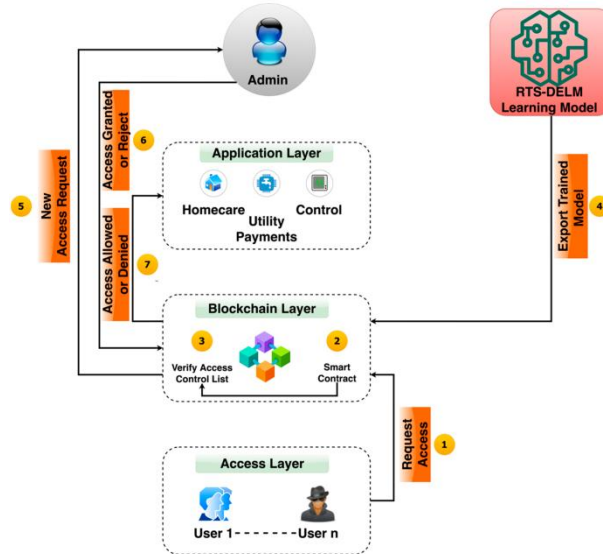 Admin
RTS-DELM
Learning Model
5
New
Access Request
6
Access Granted
or Reject
Application Layer
Homecare
Utility
Payments
Control
Export Trained
Model
4
7
Access Allowed
or Denied
Blockchain Layer
3
2
Verify Access
Control List
Smart
Contract
Request
Access
1
Access Layer
User 1
User n